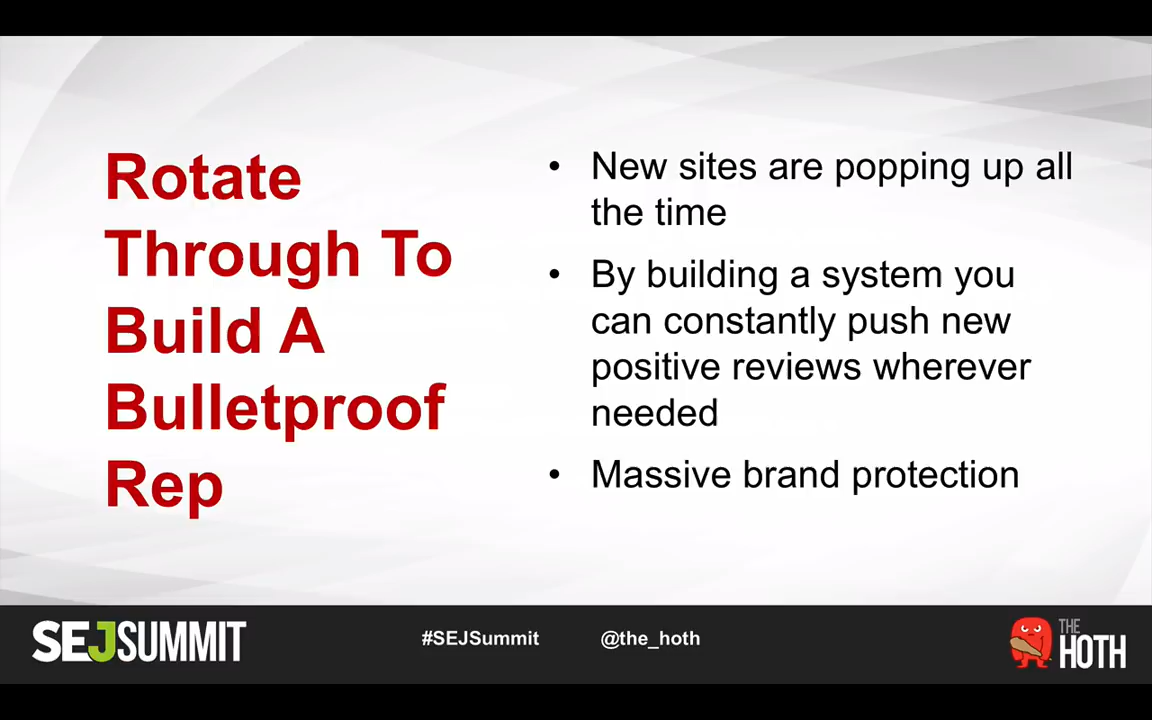 Rotate
Through To
Build A
Bulletproof
Rep
• New sites are popping up all
the time
• By building a system you
can constantly push new
positive reviews wherever
needed
• Massive brand protection
SEJSUMMIT
#SEJSummit
@the_hoth
THE
HOTH